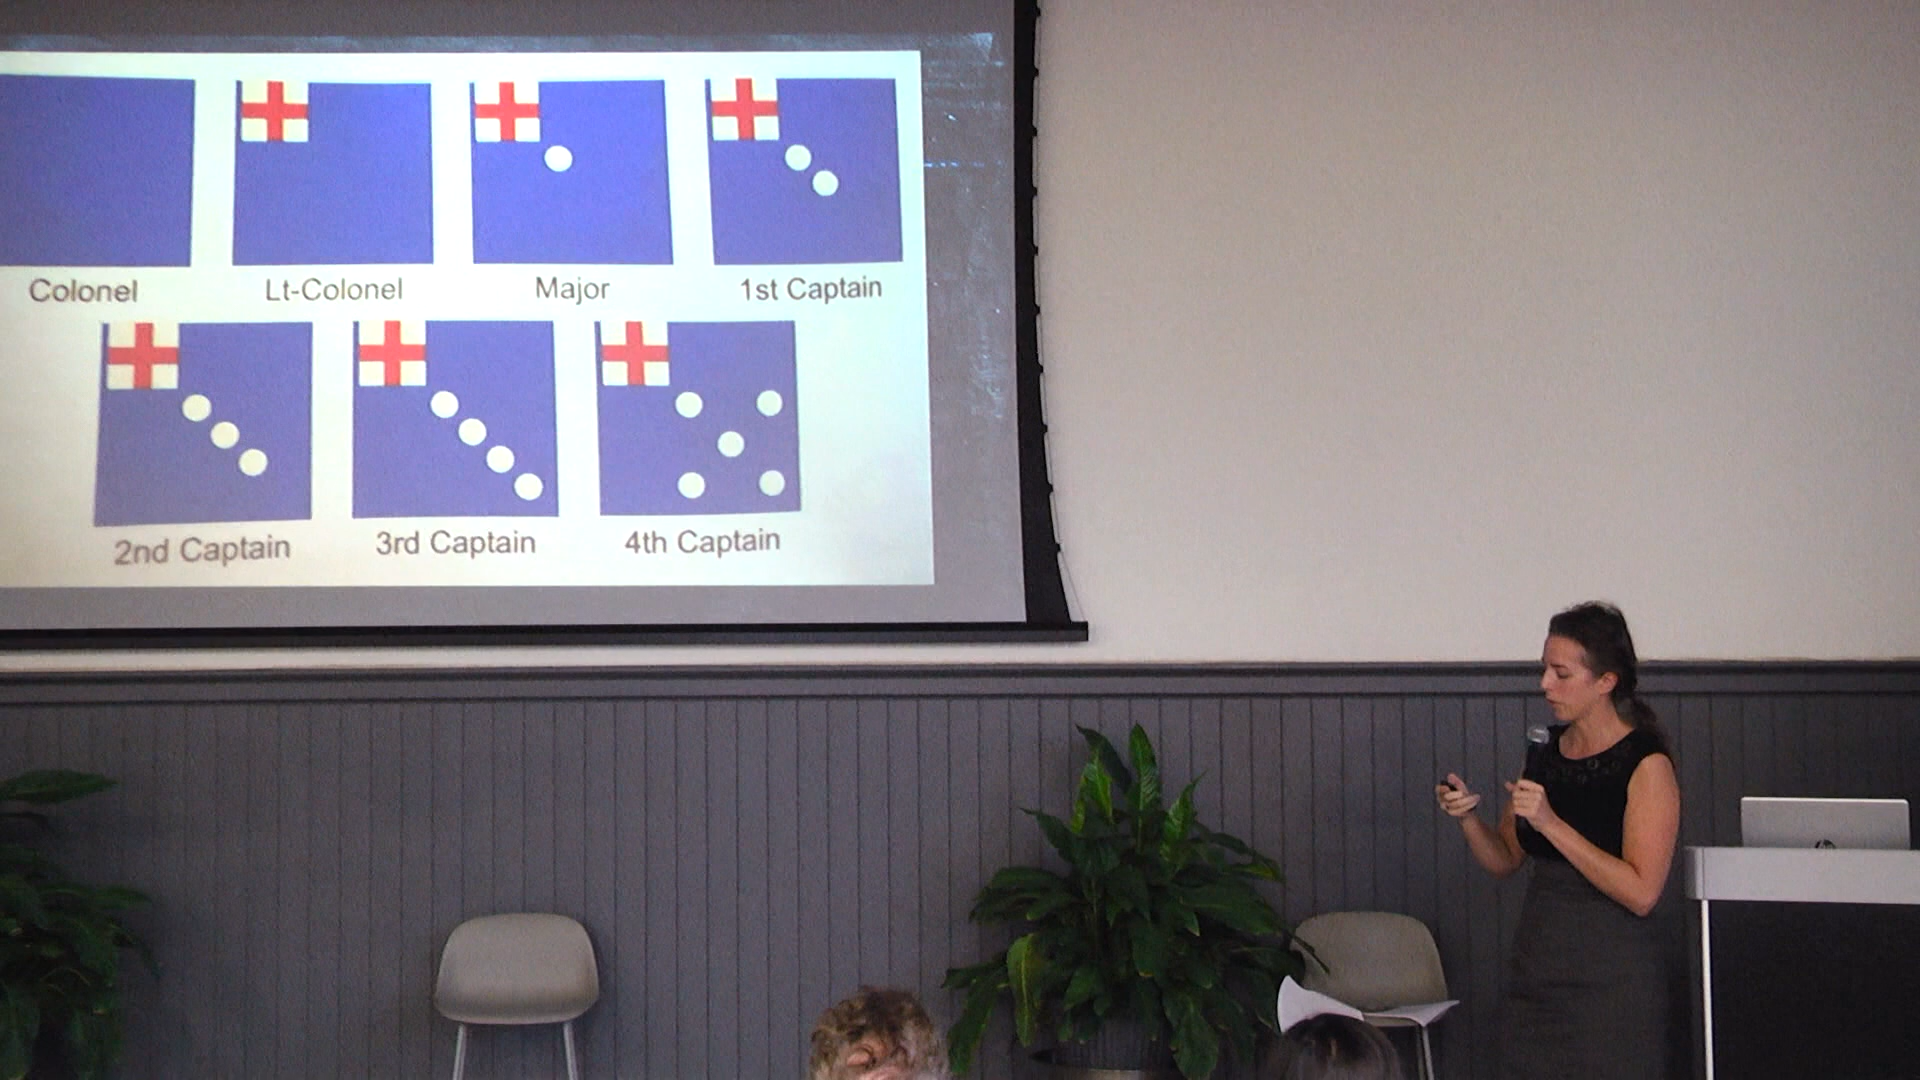 Colonel
Lt-Colonel
Major
1st Captain
2nd Captain
3rd Captain
4th Captain